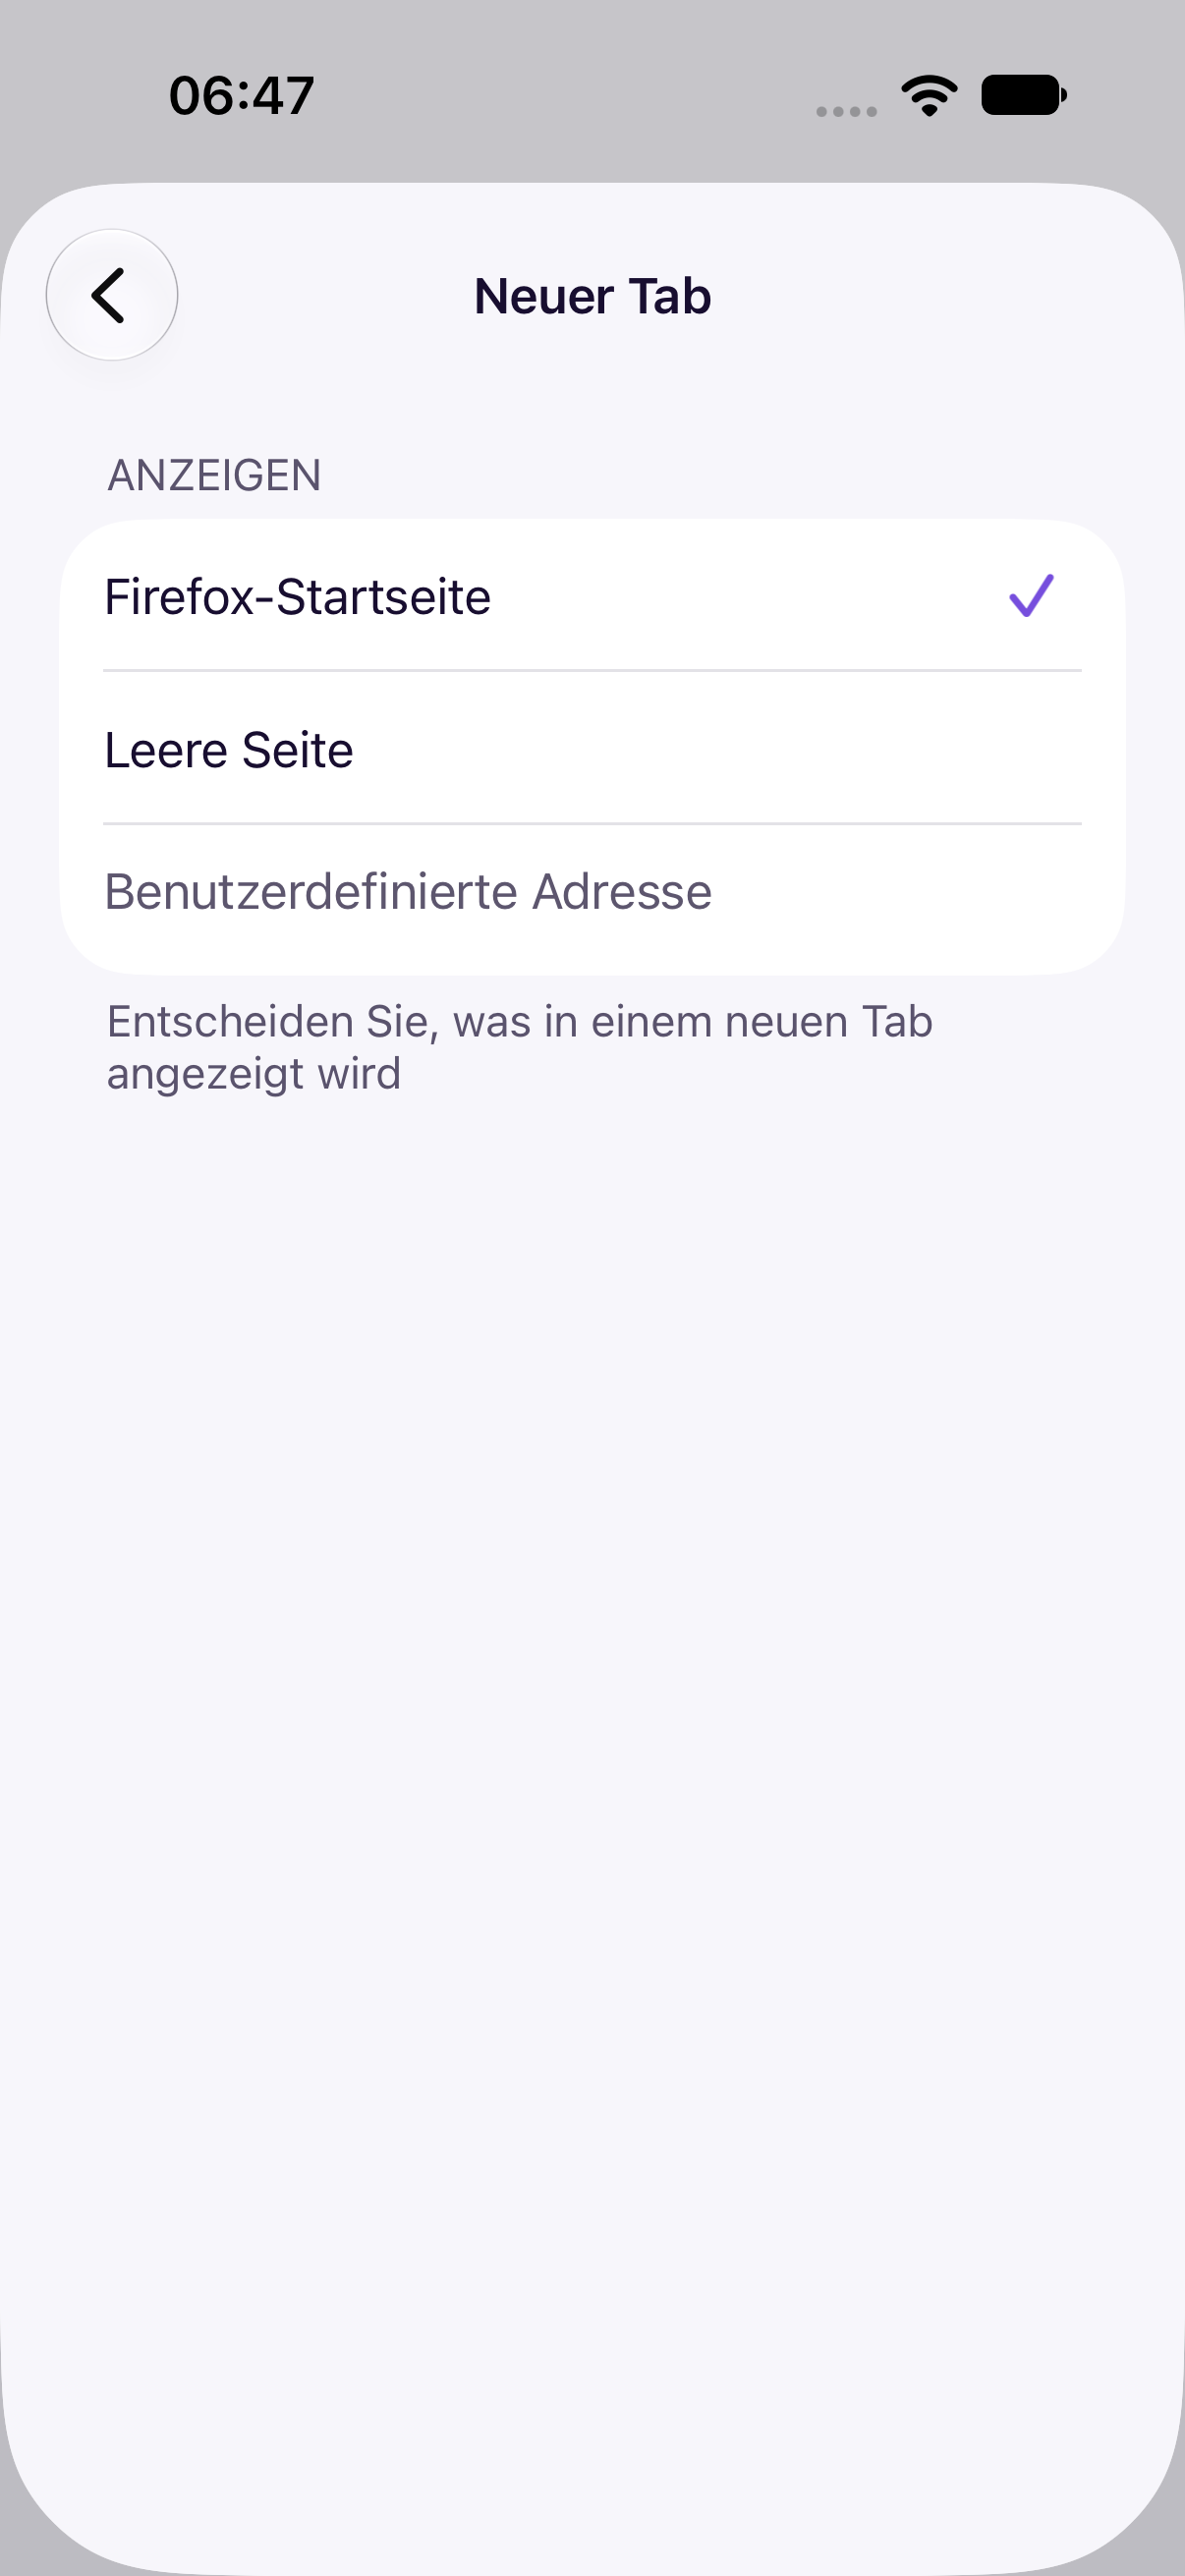 06:47
Neuer Tab
ANZEIGEN
Firefox-Startseite
Leere Seite
Benutzerdefinierte Adresse
Entscheiden Sie, was in einem neuen Tab
angezeigt wird